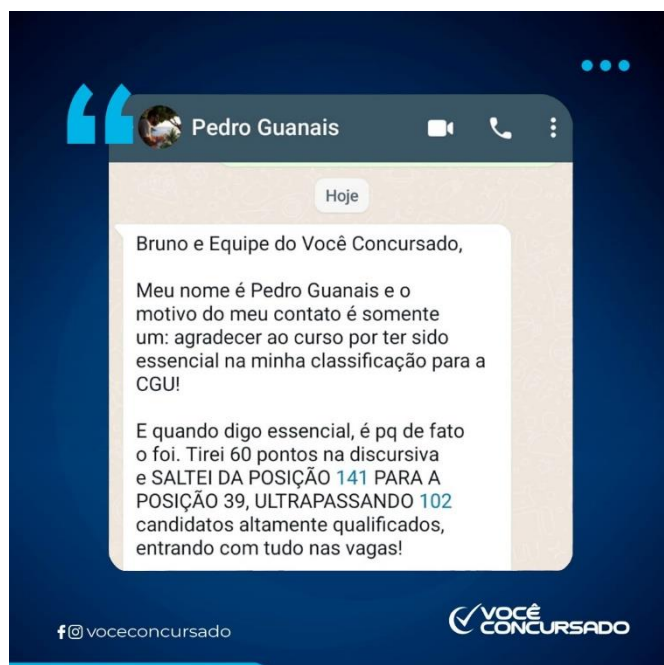 Pedro Guanais
Hoje
Bruno e Equipe do Você Concursado,
Meu nome é Pedro Guanais e o
motivo do meu contato é somente
um: agradecer ao curso por ter sido
essencial na minha classificação para a
CGU!
E quando digo essencial, é pq de fato
o foi. Tirei 60 pontos na discursiva
e SALTEI DA POSIÇÃO 141 PARA A
POSIÇÃO 39, ULTRAPASSANDO 102
candidatos altamente qualificados,
entrando com tudo nas vagas!
voceconcursado
VOCÊ
CONCURSADO